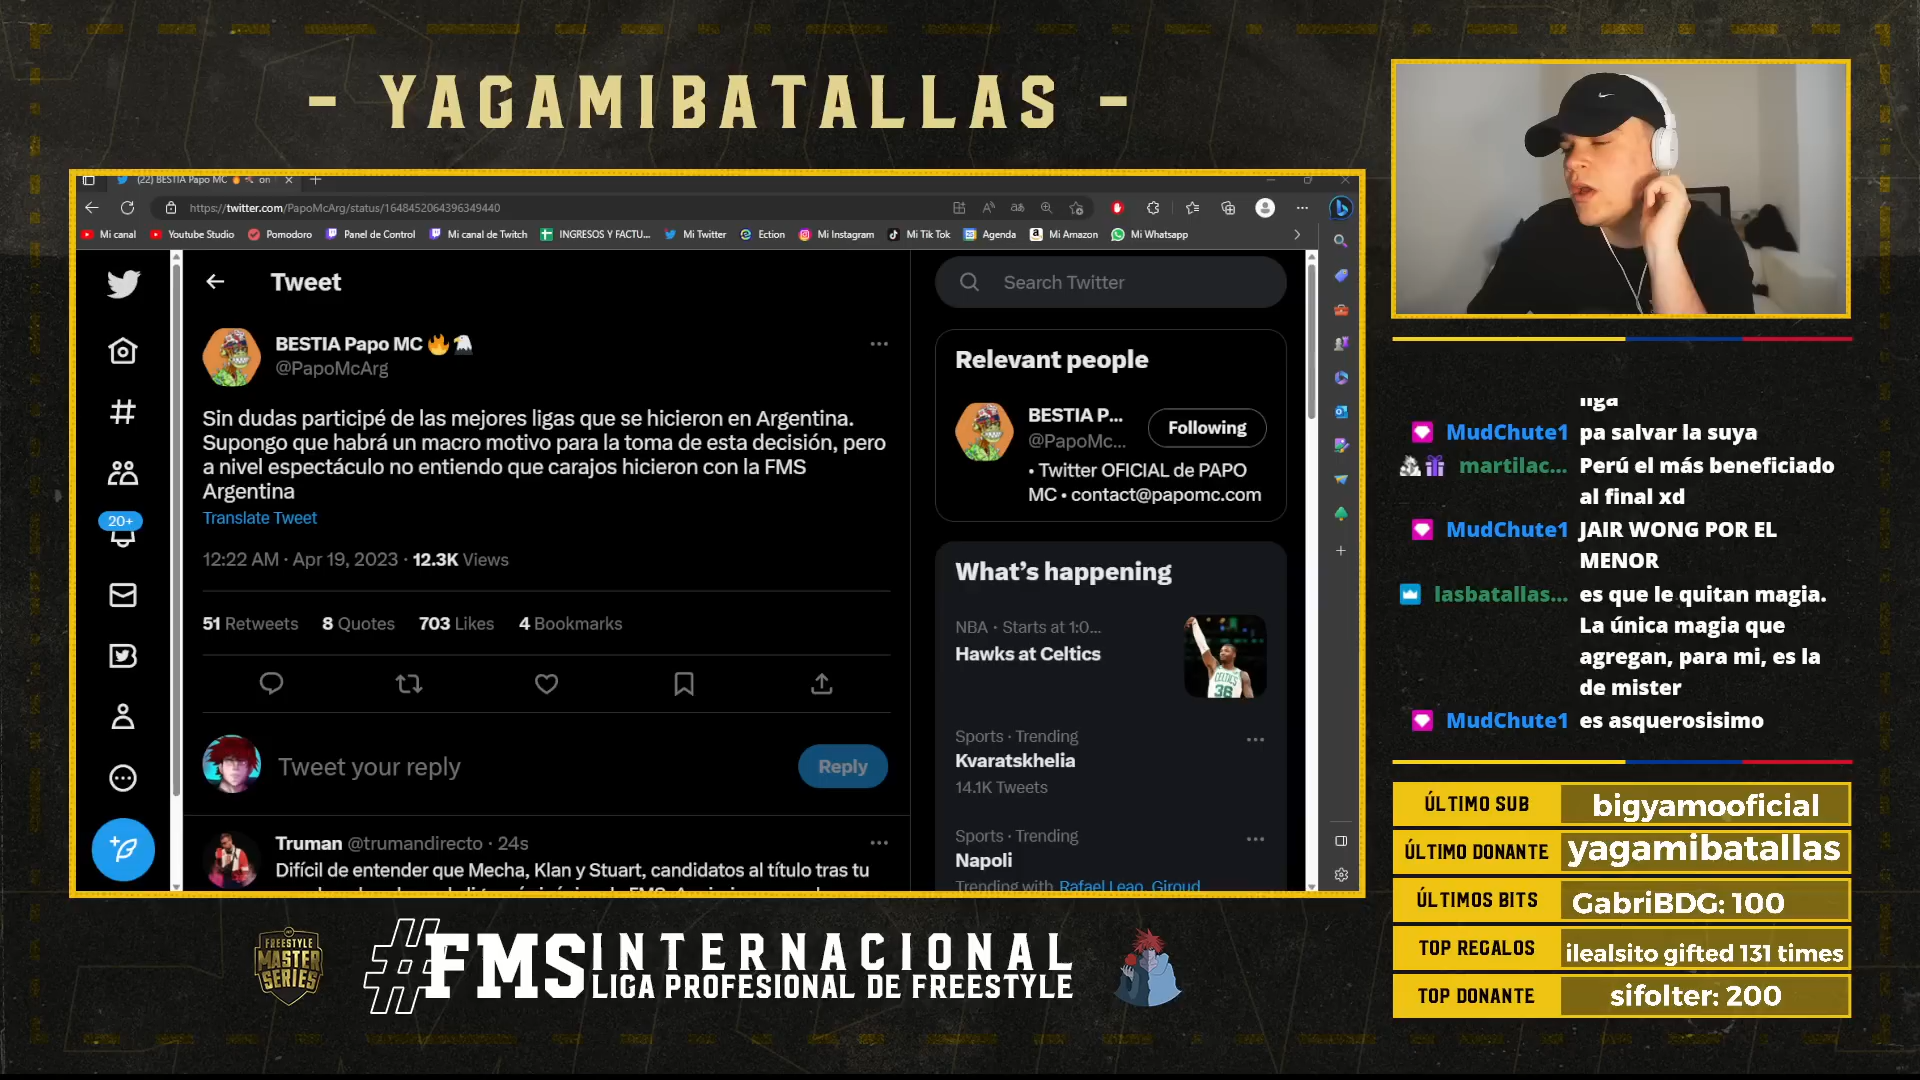 - YAGAMIBATALLAS -
(22) BESTIA Papo MC 🔥 on
https://twitter.com/PapoMcArg/status/1648452064396349440
Mi canal
Youtube Studio
Pomodoro
Panel de Control
Mi canal de Twitch
INGRESOS Y FACTU...
Mi Twitter
Ection
Mi Instagram
Mi Tik Tok
Agenda
Mi Amazon
Mi Whatsapp
Tweet
BESTIA Papo MC 🔥🦅
@PapoMcArg
Sin dudas participé de las mejores ligas que se hicieron en Argentina.
Supongo que habrá un macro motivo para la toma de esta decisión, pero
a nivel espectáculo no entiendo que carajos hicieron con la FMS
Argentina
Translate Tweet
12:22 AM · Apr 19, 2023 · 12.3K Views
51 Retweets 8 Quotes 703 Likes 4 Bookmarks
20+
Tweet your reply
Reply
Truman @trumandirecto · 24s
Difícil de entender que Mecha, Klan y Stuart, candidatos al título tras tu
Search Twitter
Relevant people
BESTIA P...
@PapoMc...
Following
• Twitter OFICIAL de PAPO
MC • contact@papomc.com
What's happening
NBA · Starts at 1:0...
Hawks at Celtics
CELTICS
36
Sports · Trending
Kvaratskhelia
14.1K Tweets
Sports · Trending
Napoli
Trending with Rafael Leao, Giroud
liga
MudChute1 pa salvar la suya
martilac... Perú el más beneficiado
al final xd
MudChute1 JAIR WONG POR EL
MENOR
lasbatallas... es que le quitan magia.
La única magia que
agregan, para mi, es la
de mister
MudChute1 es asquerosisimo
ÚLTIMO SUB bigyamooficial
ÚLTIMO DONANTE yagamibatallas
ÚLTIMOS BITS GabriBDG: 100
TOP REGALOS ilealsito gifted 131 times
TOP DONANTE sifolter: 200
FREESTYLE
MASTER
SERIES
#FMS INTERNACIONAL
LIGA PROFESIONAL DE FREESTYLE